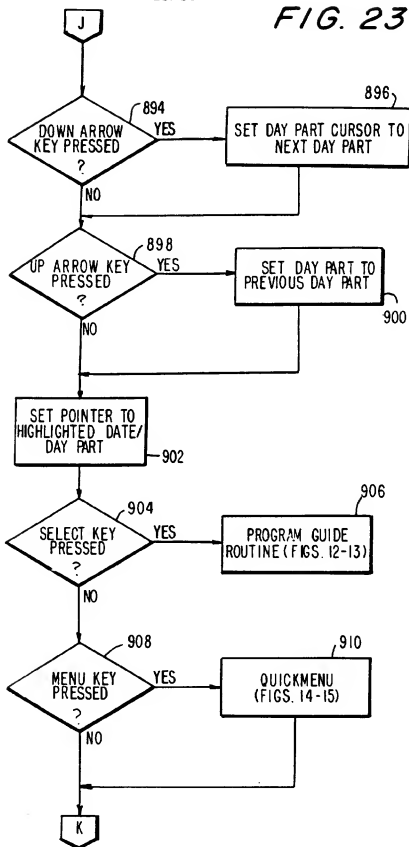 FIG. 23
J
894
DOWN ARROW
KEY PRESSED
?
YES
NO
896
SET DAY PART CURSOR TO
NEXT DAY PART
898
UP ARROW KEY
PRESSED
?
YES
NO
SET DAY PART TO
PREVIOUS DAY PART
900
SET POINTER TO
HIGHLIGHTED DATE/
DAY PART
902
904
SELECT KEY
PRESSED
?
YES
NO
906
PROGRAM GUIDE
ROUTINE (FIGS. 12-13)
908
MENU KEY
PRESSED
?
YES
NO
910
QUICKMENU
(FIGS. 14-15)
K